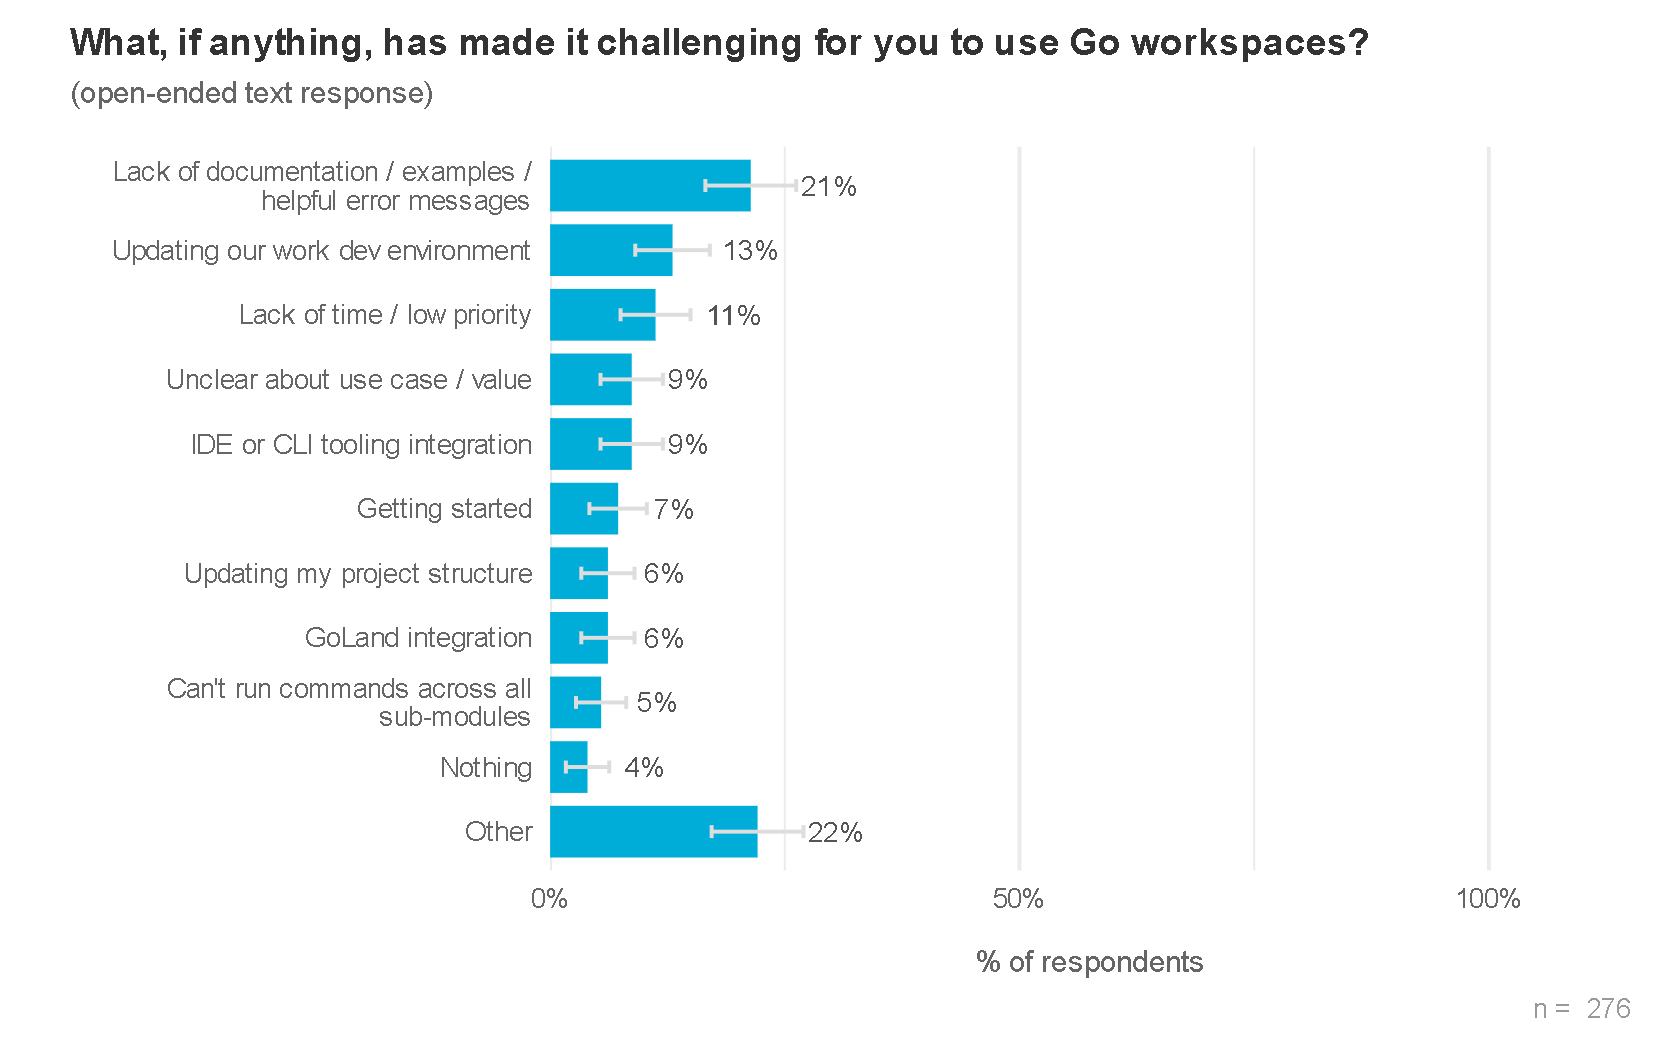 What, if anything, has made it challenging for you to use Go workspaces?
(open-ended text response)
Lack of documentation / examples /
helpful error messages
21%
Updating our work dev environment
13%
Lack of time / low priority
11%
Unclear about use case / value
9%
IDE or CLI tooling integration
9%
Getting started
7%
Updating my project structure
6%
GoLand integration
6%
Can't run commands across all
sub-modules
5%
Nothing
4%
Other
22%
0%
50%
100%
% of respondents
n = 276